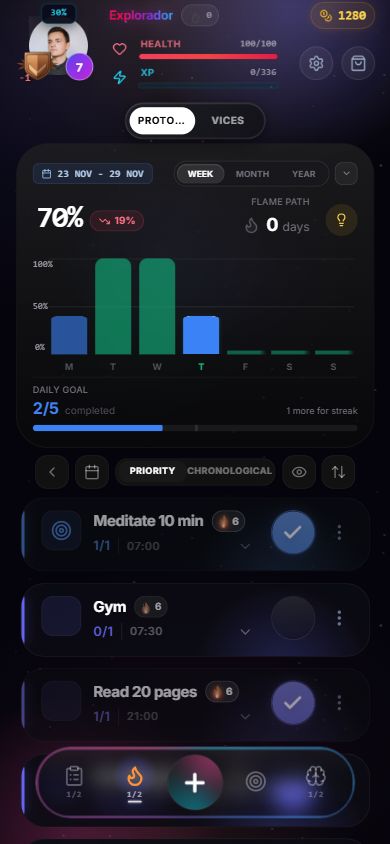 30%
Explorador 0
1280
HEALTH 100/100
XP 0/336
-1
7
PROTO... VICES
23 NOV - 29 NOV
WEEK MONTH YEAR
70% 19%
FLAME PATH
0 days
100%
50%
0%
M T W T F S S
DAILY GOAL
2/5 completed
1 more for streak
PRIORITY CHRONOLOGICAL
Meditate 10 min 6
1/1 07:00
Gym 6
0/1 07:30
Read 20 pages 6
1/1 21:00
1/2 1/2 1/2